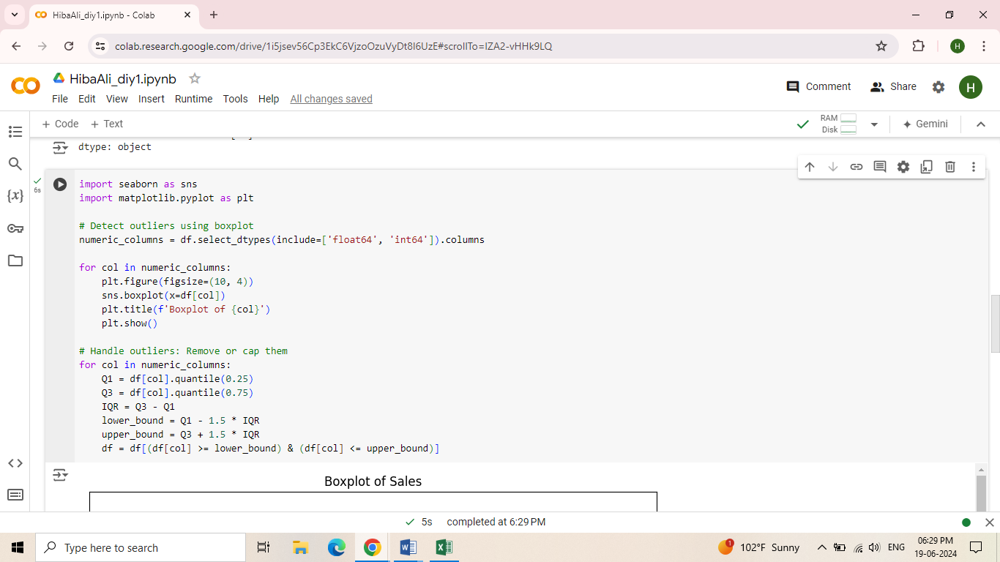 HibaAli_diy1.ipynb - Colab
colab.research.google.com/drive/1i5jsev56Cp3EkC6VjzoOzuVyDt8I6UzE#scrollTo=IZA2-vHHk9LQ
H
HibaAli_diy1.ipynb
File Edit View Insert Runtime Tools Help All changes saved
Comment Share H
+ Code + Text
RAM
Disk
Gemini
dtype: object
6s
import seaborn as sns
import matplotlib.pyplot as plt
# Detect outliers using boxplot
numeric_columns = df.select_dtypes(include=['float64', 'int64']).columns
for col in numeric_columns:
plt.figure(figsize=(10, 4))
sns.boxplot(x=df[col])
plt.title(f'Boxplot of {col}')
plt.show()
# Handle outliers: Remove or cap them
for col in numeric_columns:
Q1 = df[col].quantile(0.25)
Q3 = df[col].quantile(0.75)
IQR = Q3 - Q1
lower_bound = Q1 - 1.5 * IQR
upper_bound = Q3 + 1.5 * IQR
df = df[(df[col] >= lower_bound) & (df[col] <= upper_bound)]
Boxplot of Sales
5s completed at 6:29 PM
Type here to search
1
102°F Sunny
ENG
06:29 PM
19-06-2024